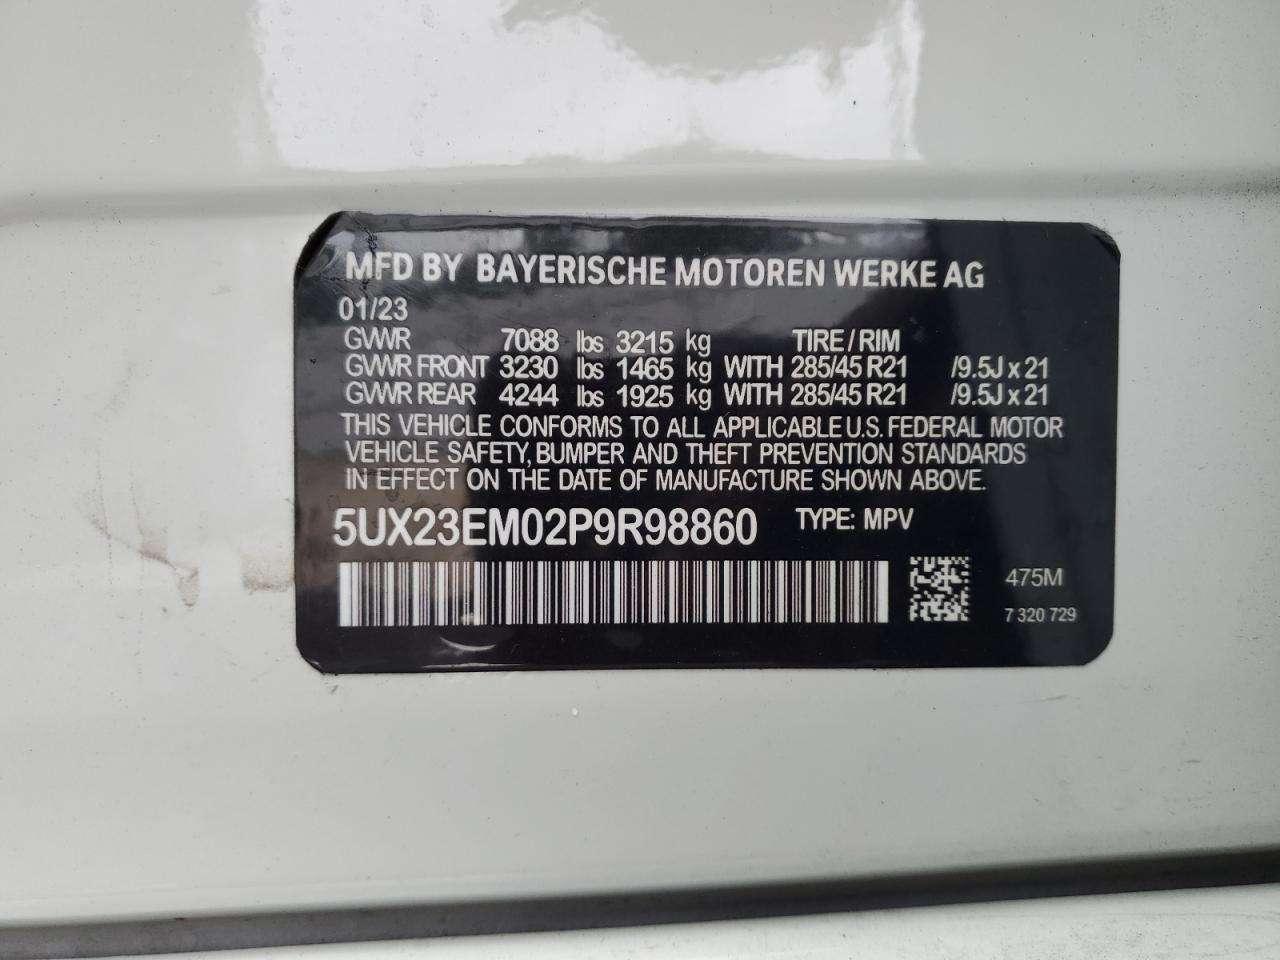 MFD BY BAYERISCHE MOTOREN WERKE AG
01/23
GVWR 7088 lbs 3215 kg TIRE/RIM
GVWR FRONT 3230 lbs 1465 kg WITH 285/45 R21 /9.5J x 21
GVWR REAR 4244 lbs 1925 kg WITH 285/45 R21 /9.5J x 21
THIS VEHICLE CONFORMS TO ALL APPLICABLE U.S. FEDERAL MOTOR
VEHICLE SAFETY, BUMPER AND THEFT PREVENTION STANDARDS
IN EFFECT ON THE DATE OF MANUFACTURE SHOWN ABOVE.
5UX23EM02P9R98860 TYPE: MPV
475M
7 320 729